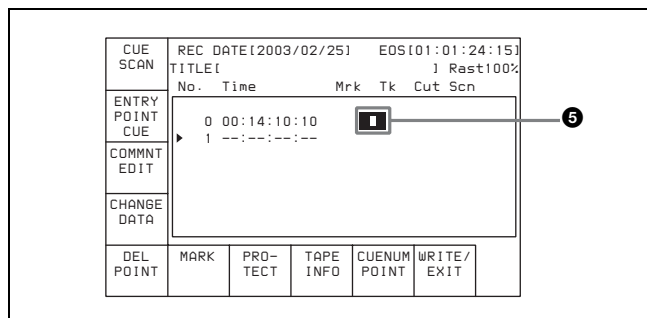 CUE
SCAN
REC DATE[2003/02/25] EOS[01:01:24:15]
TITLE[ ] Rast100%
No. Time Mrk Tk Cut Scn
ENTRY
POINT
CUE
0 00:14:10:10
1 --:--:--:--
5
COMMNT
EDIT
CHANGE
DATA
DEL
POINT
MARK
PRO-
TECT
TAPE
INFO
CUENUM
POINT
WRITE/
EXIT